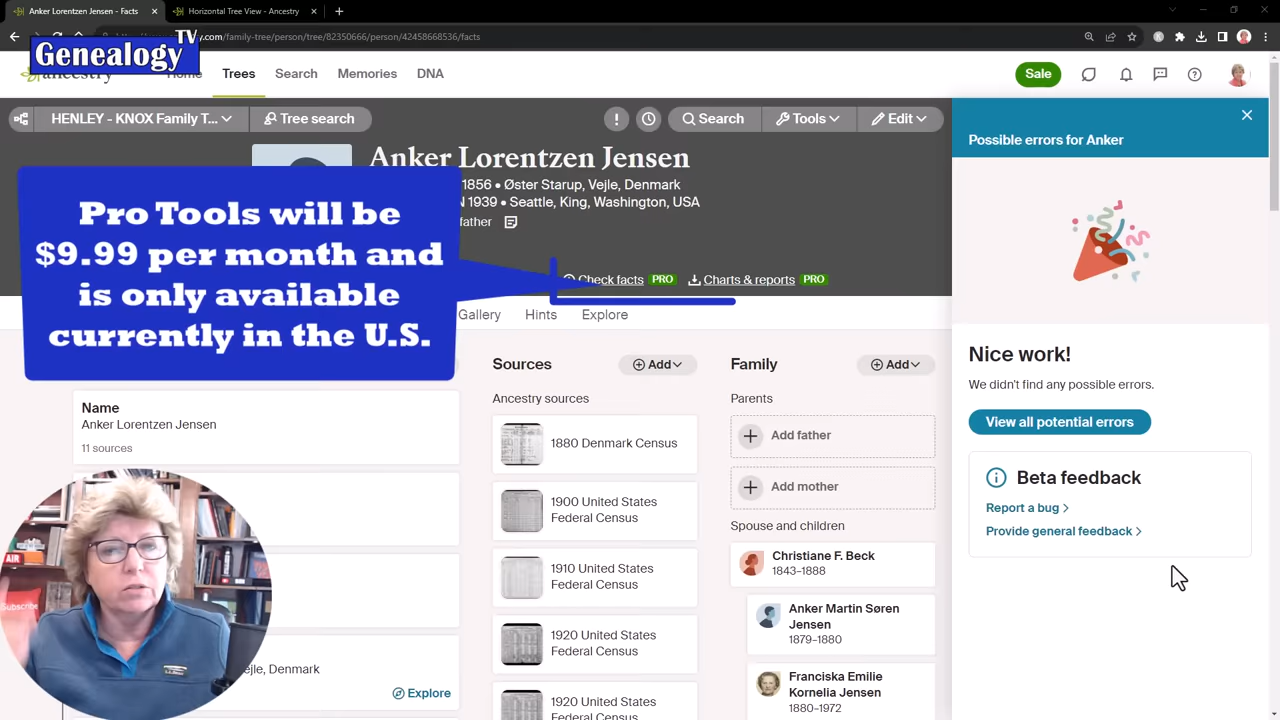 Anker Lorentzen Jensen - Facts
Horizontal Tree View - Ancestry
.com/family-tree/person/tree/82350666/person/42458668536/facts
Genealogy TV
ancestry
Home
Trees
Search
Memories
DNA
Sale
HENLEY - KNOX Family T...
Tree search
Search
Tools
Edit
Anker Lorentzen Jensen
1856 • Øster Starup, Vejle, Denmark
1939 • Seattle, King, Washington, USA
father
Check facts PRO
Charts & reports PRO
Pro Tools will be
$9.99 per month and
is only available
currently in the U.S.
Gallery
Hints
Explore
Name
Anker Lorentzen Jensen
11 sources
Denmark
Explore
AIR
Subscribe
Sources
Add
Ancestry sources
1880 Denmark Census
1900 United States
Federal Census
1910 United States
Federal Census
1920 United States
Federal Census
1920 United States
Federal Census
Family
Add
Parents
Add father
Add mother
Spouse and children
Christiane F. Beck
1843–1888
Anker Martin Søren
Jensen
1879–1880
Franciska Emilie
Kornelia Jensen
1880–1972
Possible errors for Anker
Nice work!
We didn't find any possible errors.
View all potential errors
Beta feedback
Report a bug
Provide general feedback